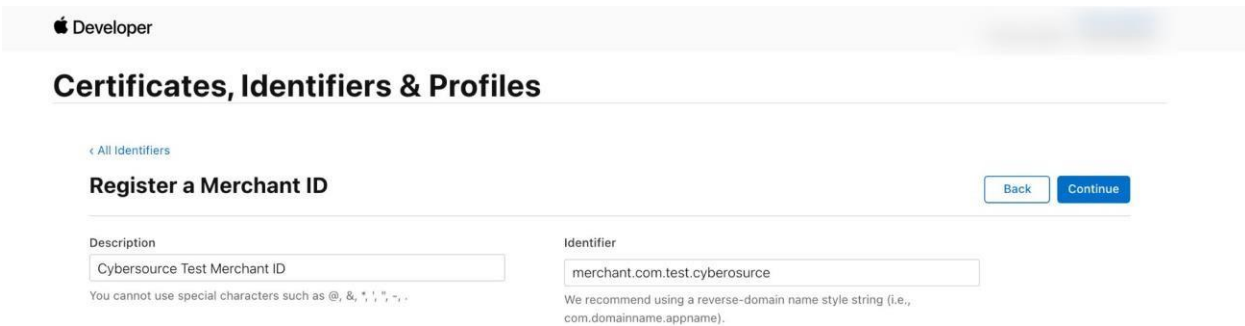 Developer
Certificates, Identifiers & Profiles
‹ All Identifiers
Register a Merchant ID
Back
Continue
Description
Identifier
Cybersource Test Merchant ID
merchant.com.test.cyberosurce
You cannot use special characters such as @, &, *, ', ", -, .
We recommend using a reverse-domain name style string (i.e.,
com.domainname.appname).